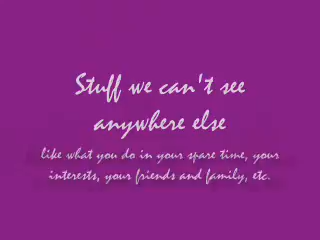 Stuff we can't see
anywhere else
like what you do in your spare time, your
interests, your friends and family, etc.